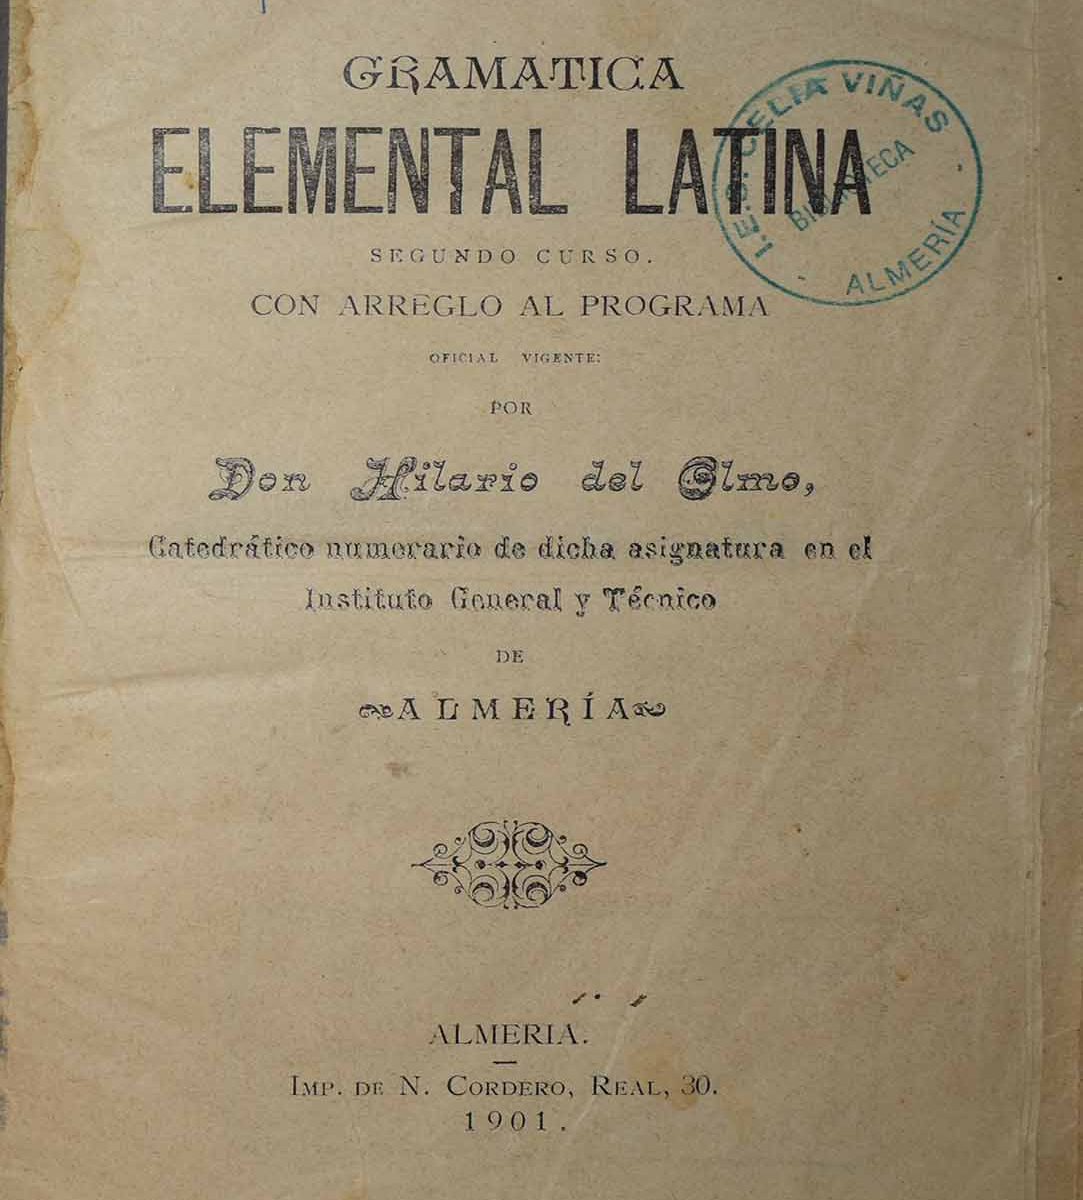 GRAMATICA
ELEMENTAL LATINA
SEGUNDO CURSO.
CON ARREGLO AL PROGRAMA
OFICIAL VIGENTE:
POR
Don Hilario del Olmo,
Catedrático numerario de dicha asignatura en el
Instituto General y Técnico
DE
ALMERÍA
ALMERIA.
IMP. DE N. CORDERO, REAL, 30.
1901.
I.E.S. CELIA VIÑAS
BIBLIOTECA
ALMERÍA